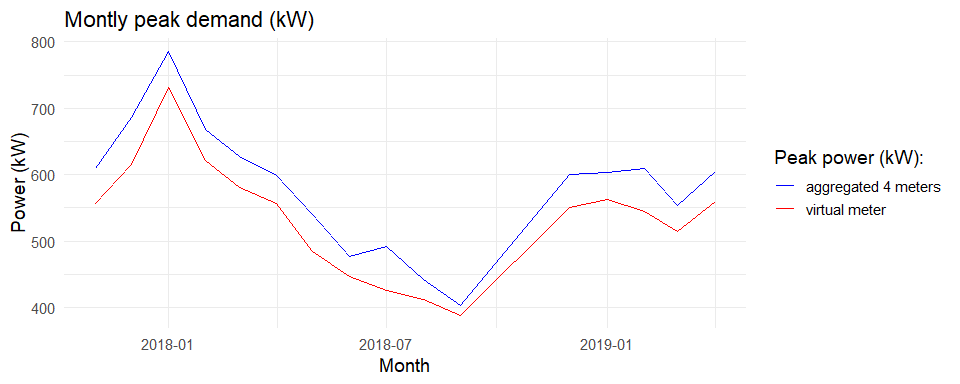 Montly peak demand (kW)
800
700
600
500
400
Power (kW)
2018-01
2018-07
2019-01
Month
Peak power (kW):
aggregated 4 meters
virtual meter